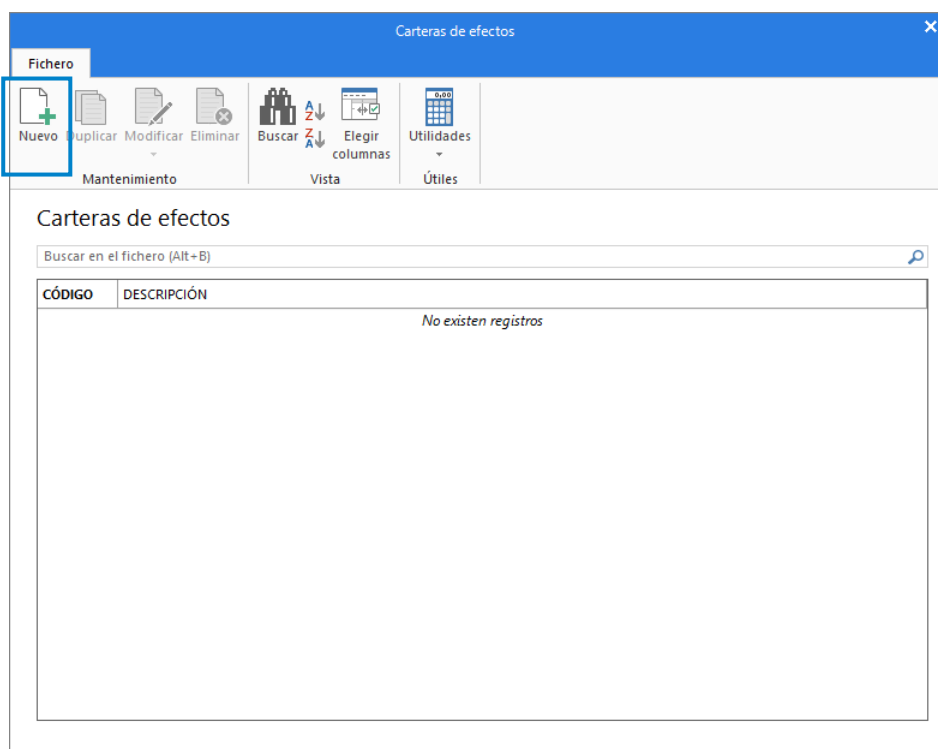 Carteras de efectos
Fichero
Nuevo Duplicar Modificar Eliminar Buscar Elegir columnas Utilidades
Mantenimiento Vista Útiles
Carteras de efectos
Buscar en el fichero (Alt+B)
CÓDIGO DESCRIPCIÓN
No existen registros